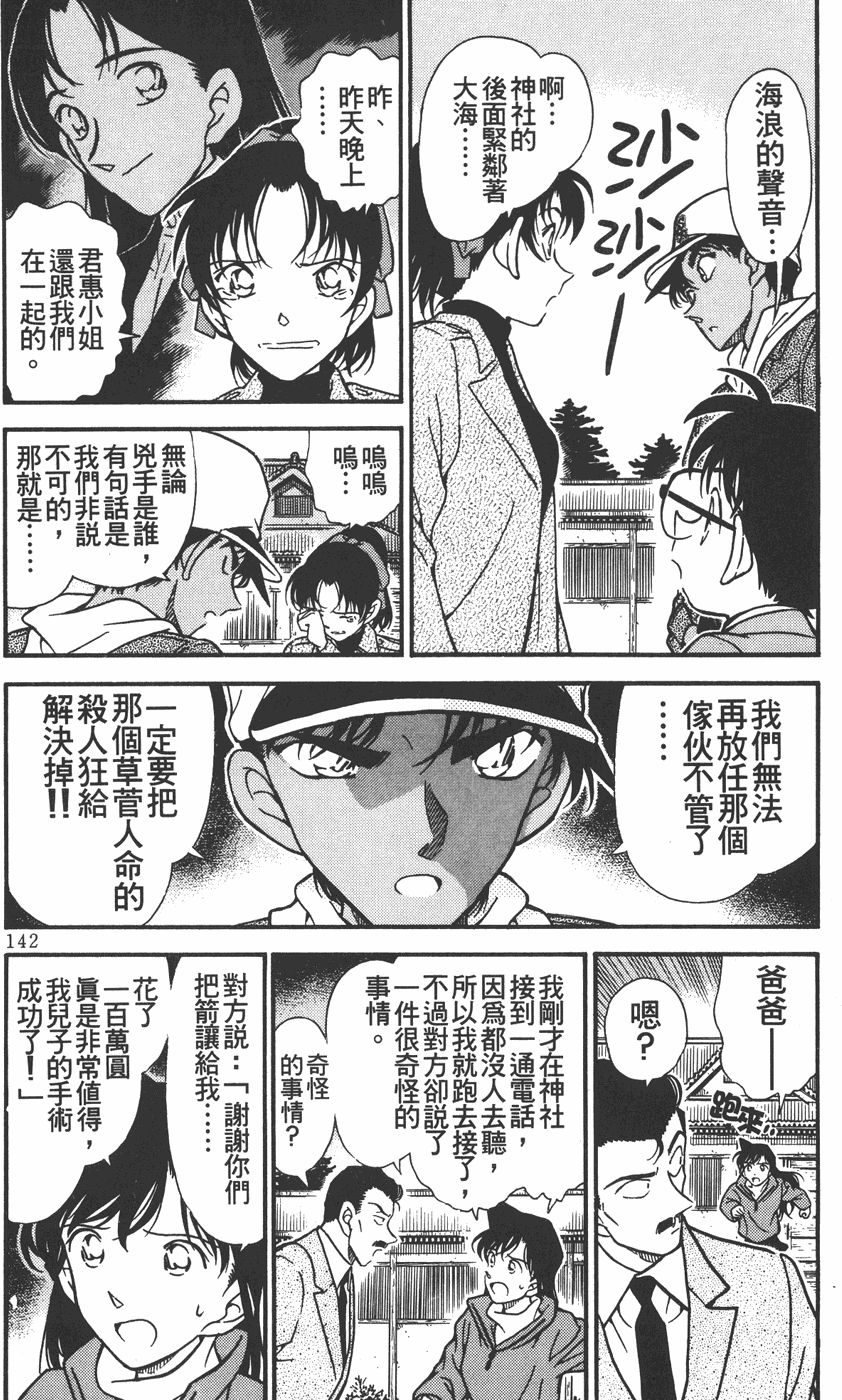 海浪的聲音…
沙
沙
啊…
神社的
後面緊鄰著
大海……
昨、
昨天晚上
……
君惠小姐
還跟我們
在一起的。
嗚嗚
嗚…
無論
兇手是誰，
有句話是
我們非說
不可的，
那就是……
我們無法
再放任那個
傢伙不管了
……
一定要把
那個草菅人命的
殺人狂給
解決掉!!
142
爸爸——
跑來
嗯？
我剛才在神社
接到一通電話，
因為都沒人去聽，
所以我就跑去接了，
不過對方卻說了
一件很奇怪的
事情。
奇怪
的事情？
對方說：「謝謝你們
把箭讓給我……
花了
一百萬圓
真是非常值得，
我兒子的手術
成功了！」